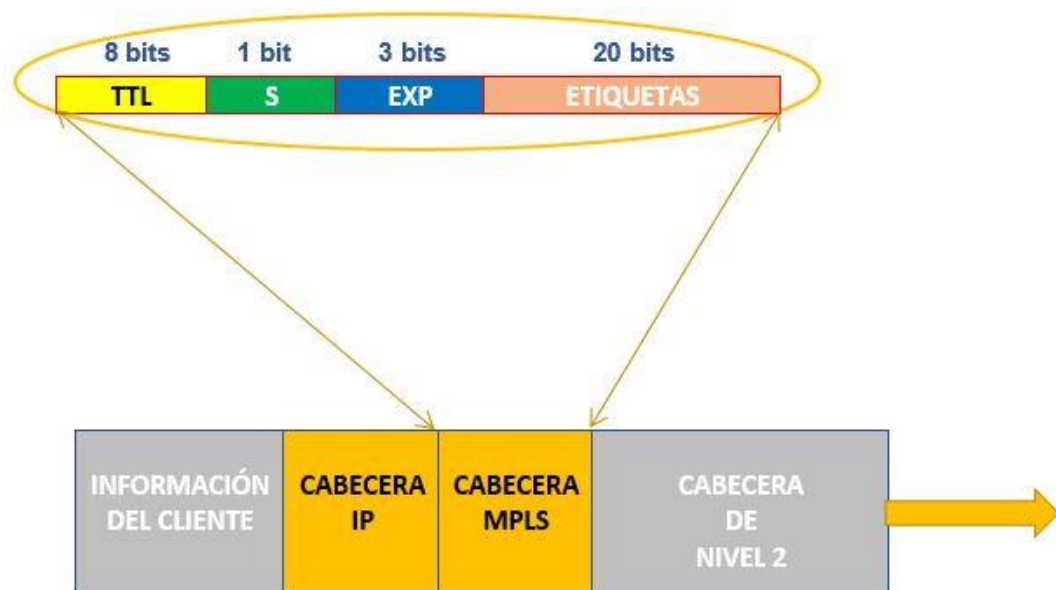 8 bits 1 bit 3 bits 20 bits
TTL S EXP ETIQUETAS
INFORMACIÓN
DEL CLIENTE
CABECERA
IP
CABECERA
MPLS
CABECERA
DE
NIVEL 2